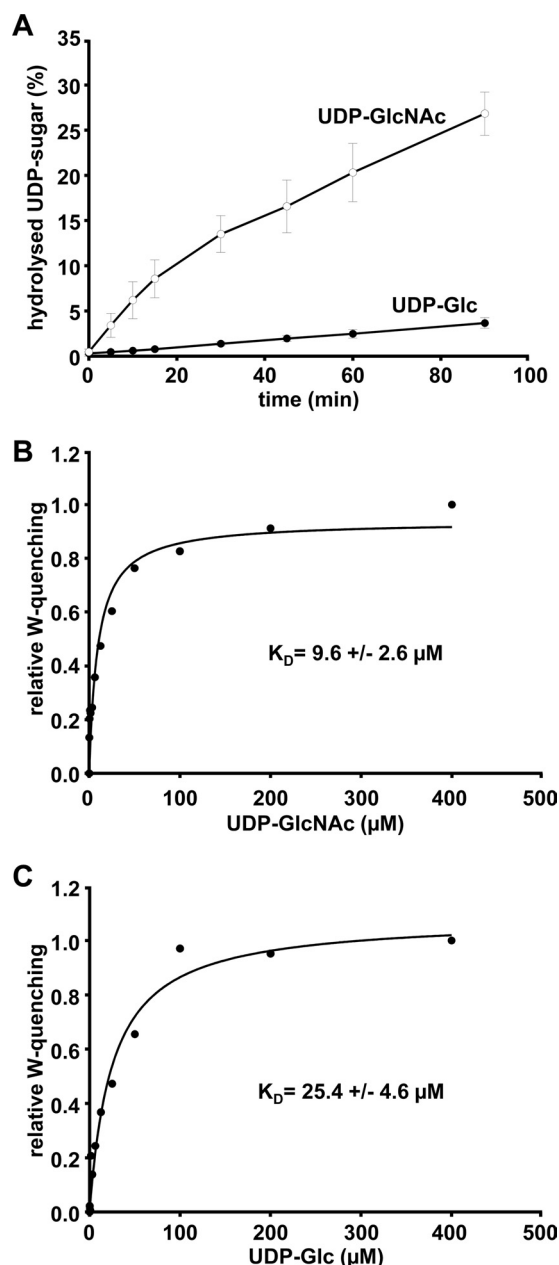 A
35
30
25
20
15
10
5
0
hydrolysed UDP-sugar (%)
UDP-GlcNAc
UDP-Glc
0 20 40 60 80 100
time (min)
B
1.2
1.0
0.8
0.6
0.4
0.2
0.0
relative W-quenching
K_D= 9.6 +/- 2.6 µM
0 100 200 300 400 500
UDP-GlcNAc (µM)
C
1.2
1.0
0.8
0.6
0.4
0.2
0.0
relative W-quenching
K_D= 25.4 +/- 4.6 µM
0 100 200 300 400 500
UDP-Glc (µM)